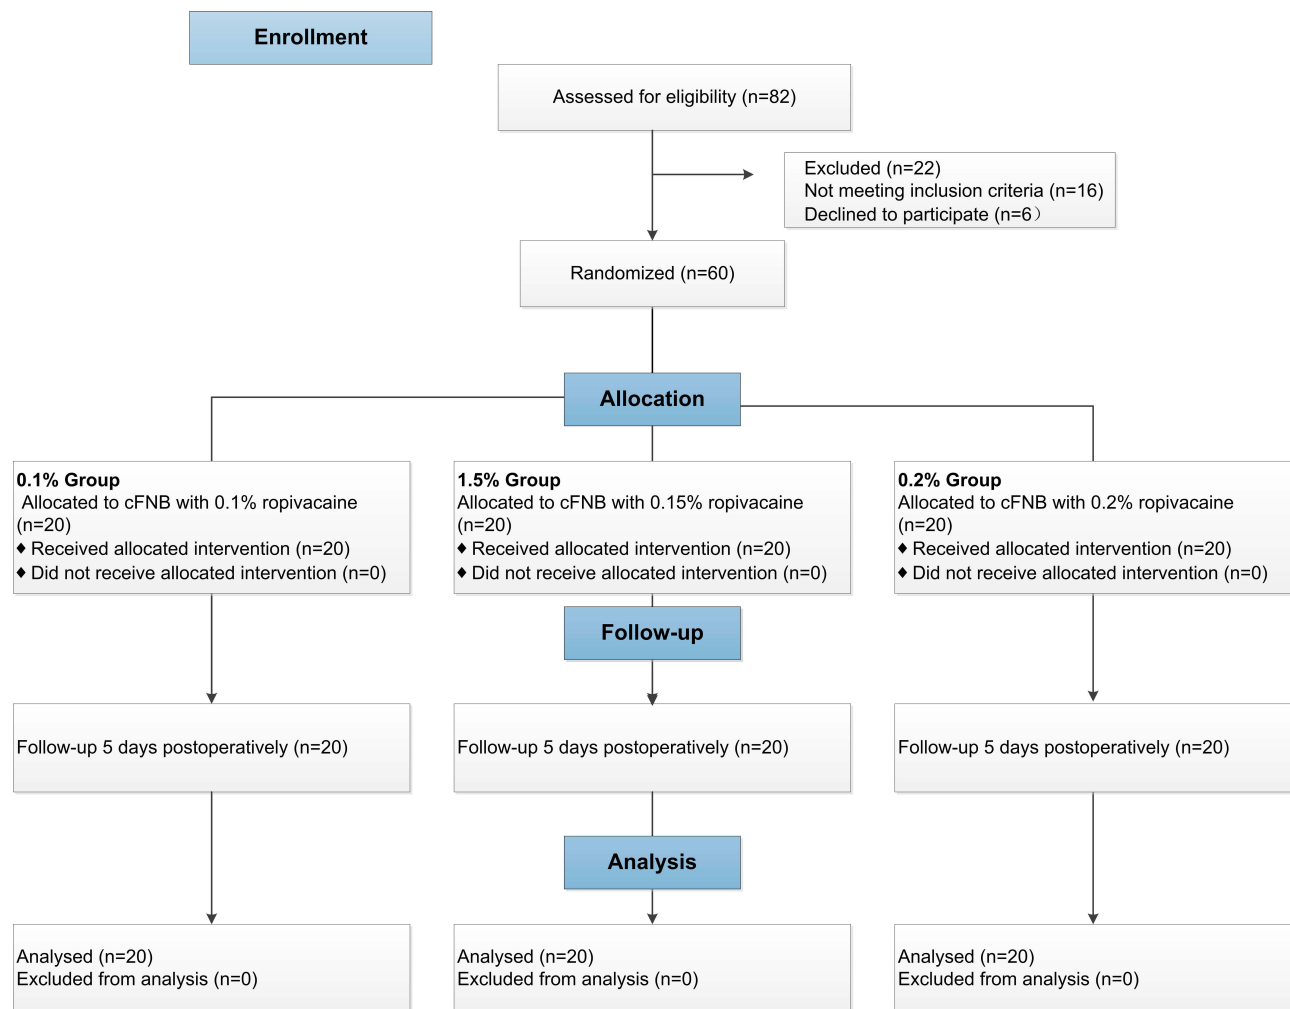 Enrollment
Assessed for eligibility (n=82)
Excluded (n=22)
Not meeting inclusion criteria (n=16)
Declined to participate (n=6）
Randomized (n=60)
Allocation
0.1% Group
Allocated to cFNB with 0.1% ropivacaine
(n=20)
♦ Received allocated intervention (n=20)
♦ Did not receive allocated intervention (n=0)
1.5% Group
Allocated to cFNB with 0.15% ropivacaine
(n=20)
♦ Received allocated intervention (n=20)
♦ Did not receive allocated intervention (n=0)
0.2% Group
Allocated to cFNB with 0.2% ropivacaine
(n=20)
♦ Received allocated intervention (n=20)
♦ Did not receive allocated intervention (n=0)
Follow-up
Follow-up 5 days postoperatively (n=20)
Follow-up 5 days postoperatively (n=20)
Follow-up 5 days postoperatively (n=20)
Analysis
Analysed (n=20)
Excluded from analysis (n=0)
Analysed (n=20)
Excluded from analysis (n=0)
Analysed (n=20)
Excluded from analysis (n=0)